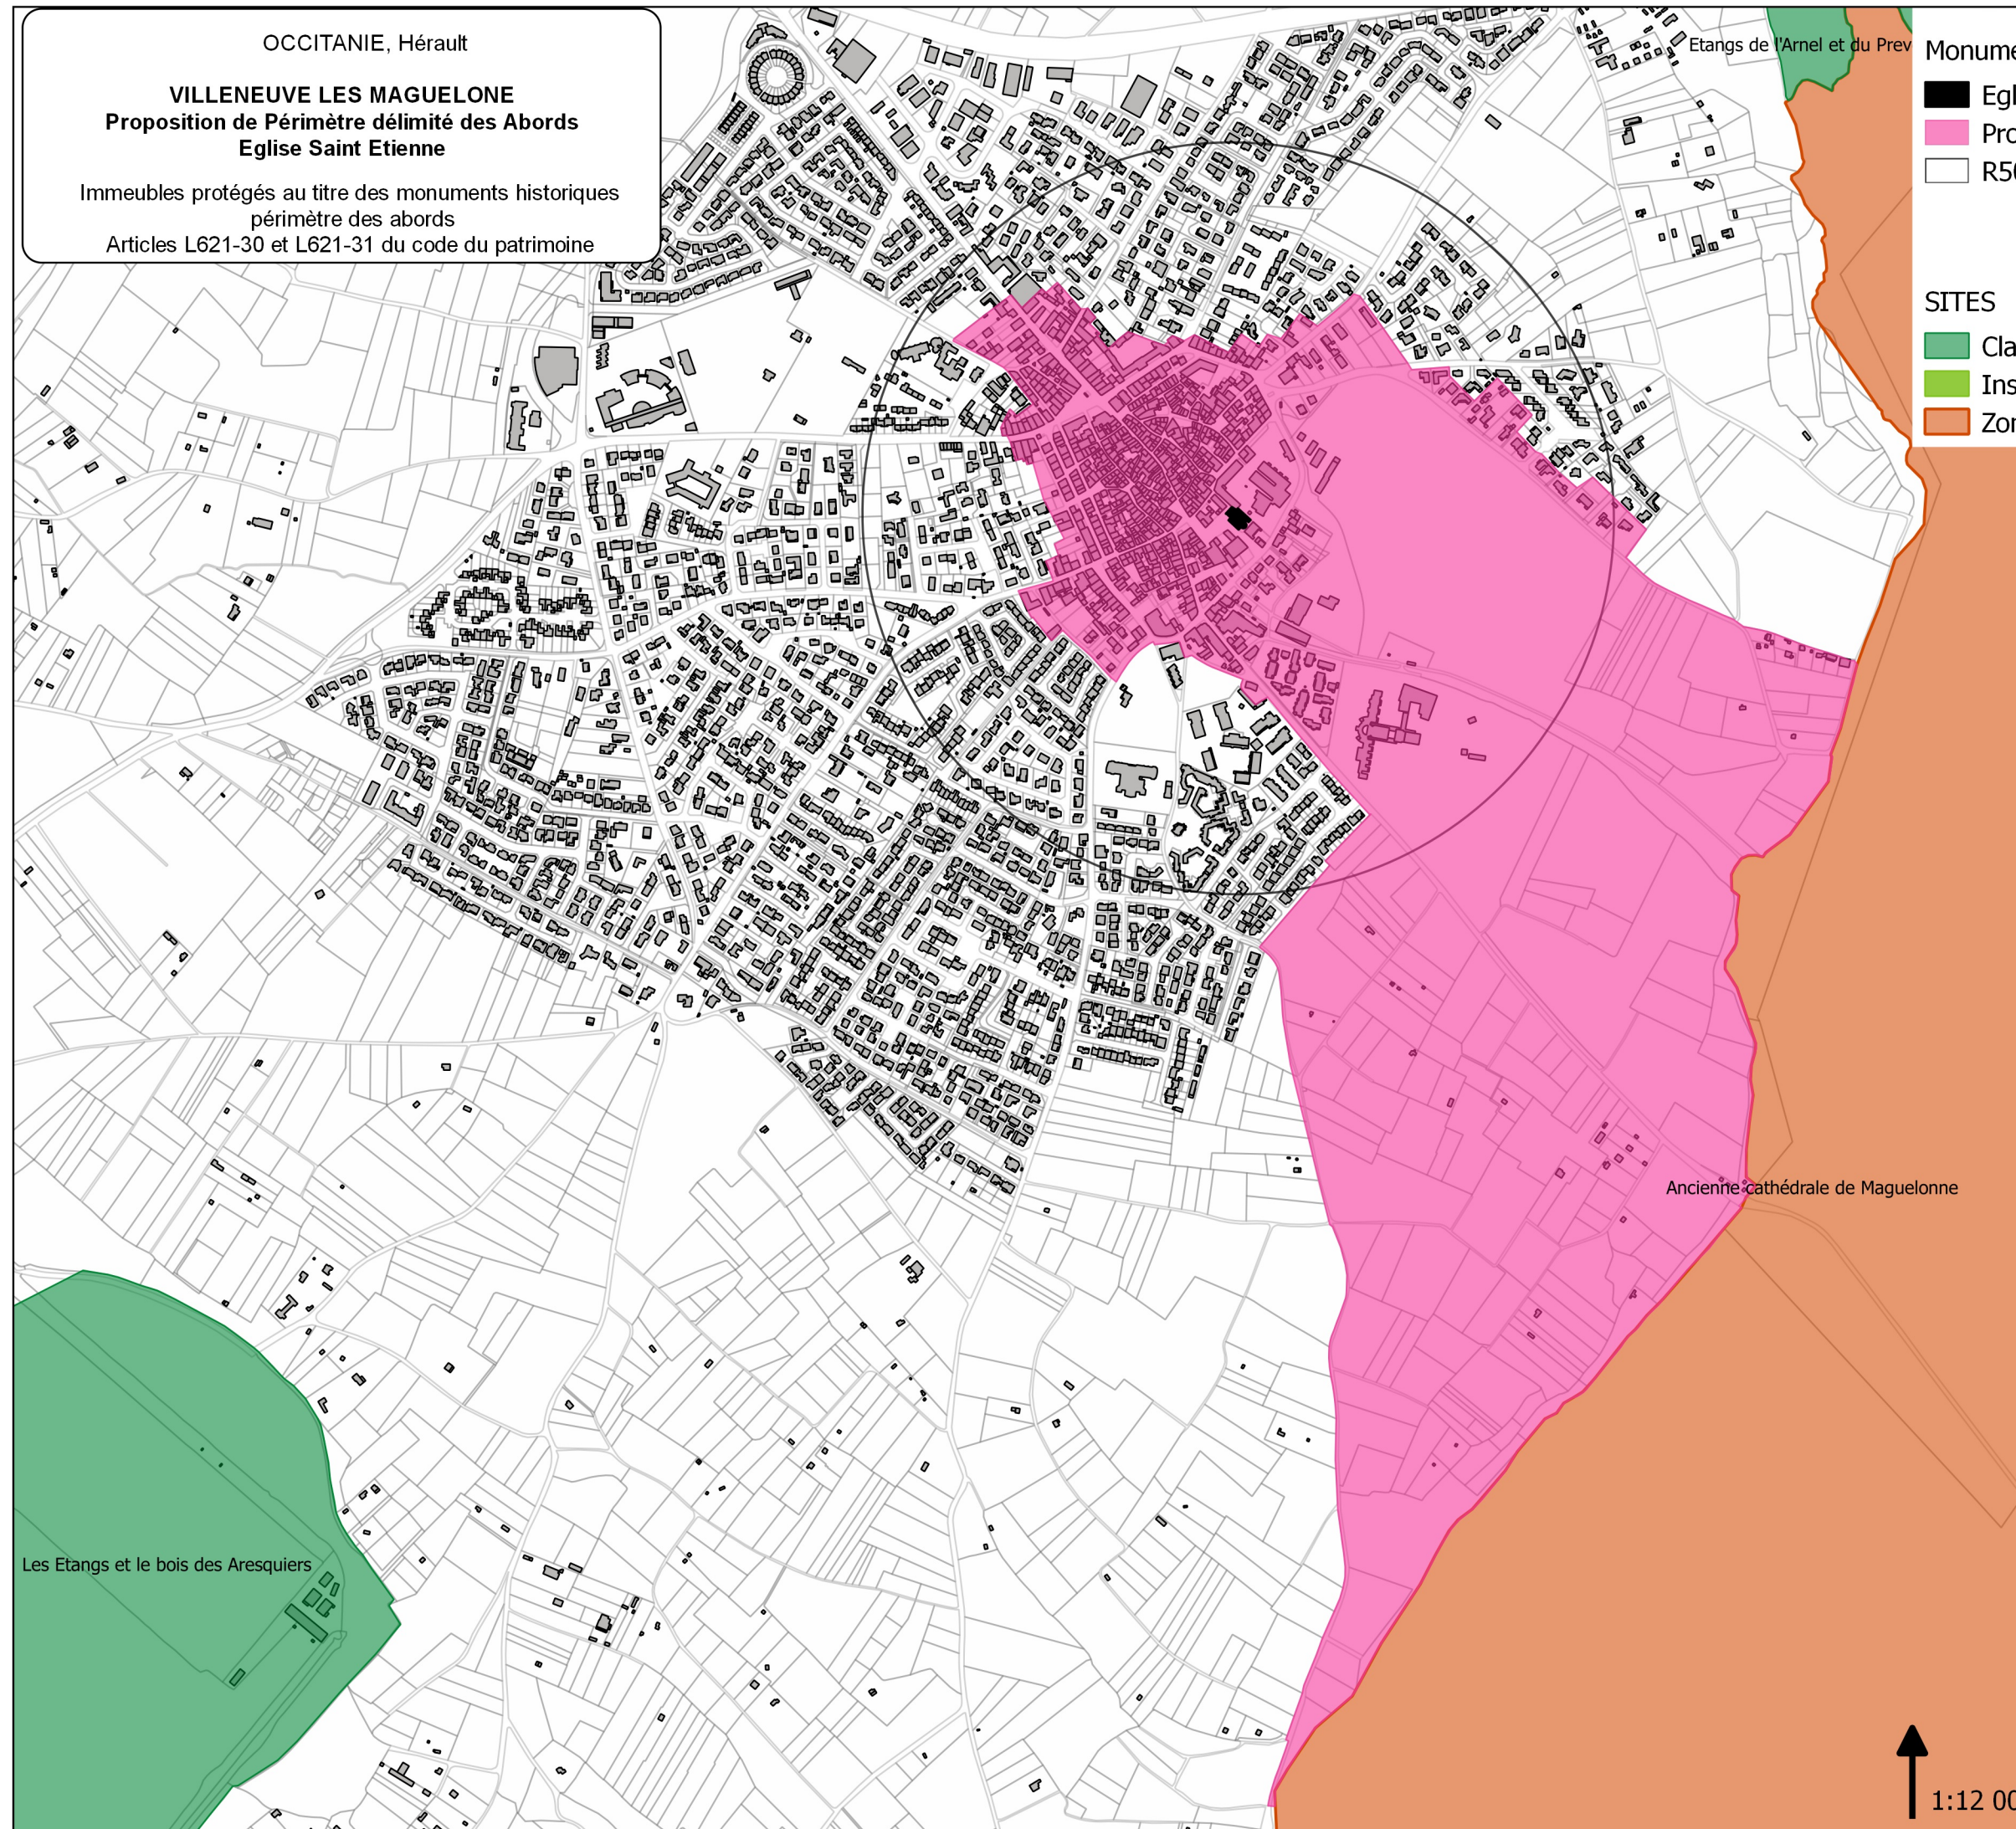 OCCITANIE, Hérault
VILLENEUVE LES MAGUELONE
Proposition de Périmètre délimité des Abords
Eglise Saint Etienne
Immeubles protégés au titre des monuments historiques
périmètre des abords
Articles L621-30 et L621-31 du code du patrimoine
Etangs de l'Arnel et du Prev
Monume
Egl
Pro
R50
SITES
Cla
Ins
Zon
Ancienne cathédrale de Maguelonne
Les Etangs et le bois des Aresquiers
1:12 00